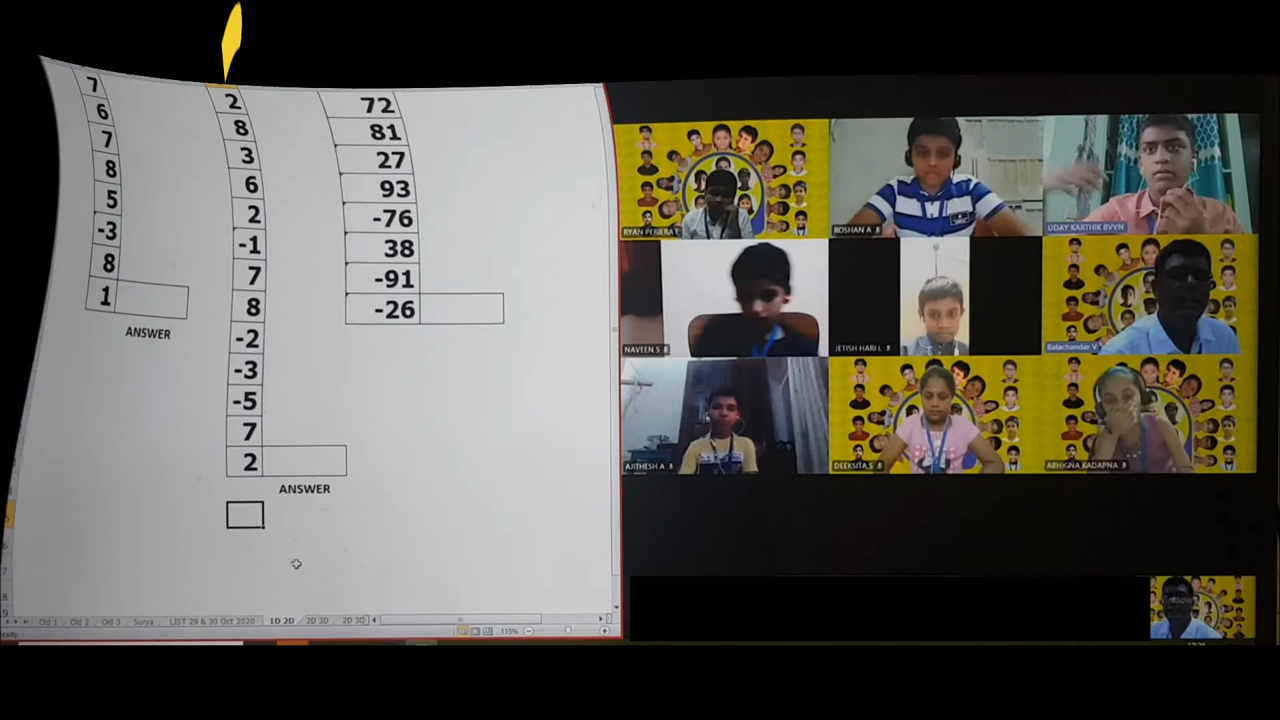 7
6
7
8
5
-3
8
1
ANSWER
2
8
3
6
2
-1
7
8
-2
-3
-5
7
2
ANSWER
72
81
27
93
-76
38
-91
-26
ROSHAN A
UDAY KARTHIK BVVN
NAVEEN S
JETISH HARI L
Balachandar V
AJITHESH A
DEEKSITA S
ABHIGNA KADAPNA
Old 1
Old 2
Old 3
Surya
LIST 29 & 30 Oct 2020
1D 2D
2D 3D
2D 3D
115%